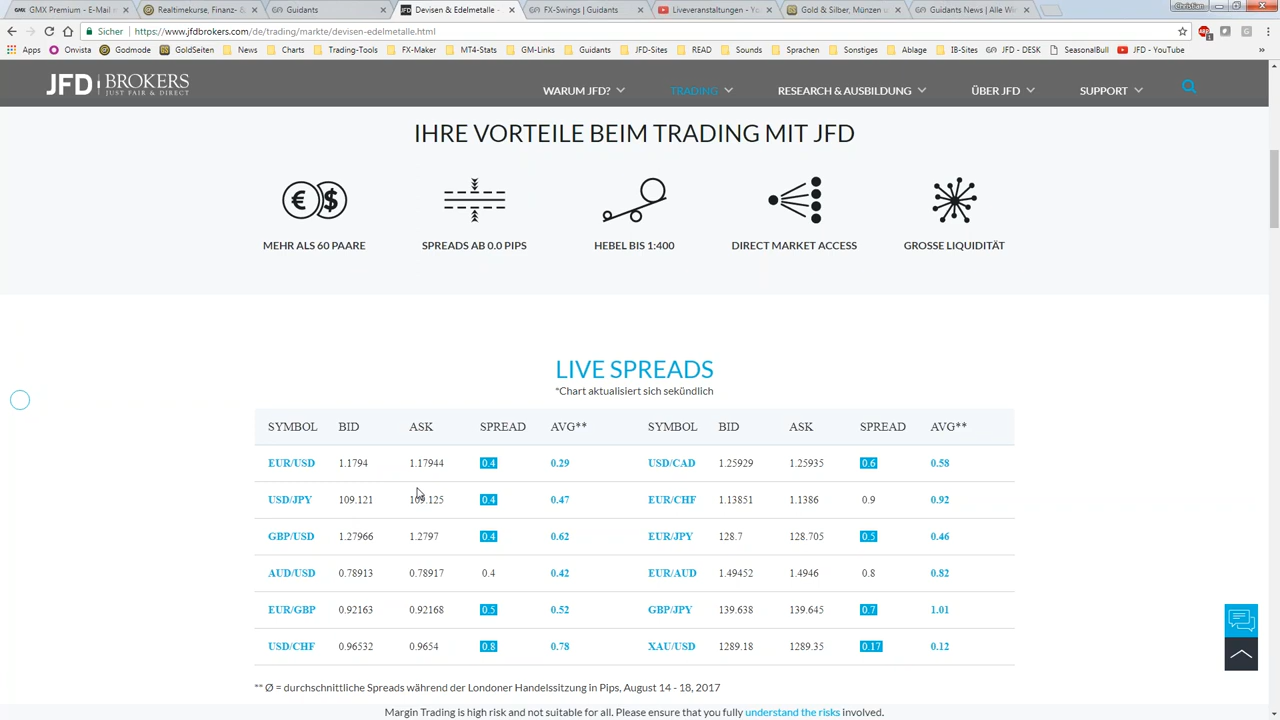 GMX Premium - E-Mail
Realtimekurse, Finanz- &
Guidants
Devisen & Edelmetalle -
FX-Swings | Guidants
Liveveranstaltungen - Yo
Gold & Silber, Münzen u
Guidants News | Alle Wi
Christian
Sicher | https://www.jfdbrokers.com/de/trading/markte/devisen-edelmetalle.html
Apps Onvista Godmode GoldSeiten News Charts Trading-Tools FX-Maker MT4-Stats GM-Links Guidants JFD-Sites READ Sounds Sprachen Sonstiges Ablage IB-Sites JFD - DESK SeasonalBull JFD - YouTube »
JFD BROKERS
JUST FAIR & DIRECT
WARUM JFD? TRADING RESEARCH & AUSBILDUNG ÜBER JFD SUPPORT
IHRE VORTEILE BEIM TRADING MIT JFD
€ $
MEHR ALS 60 PAARE SPREADS AB 0.0 PIPS HEBEL BIS 1:400 DIRECT MARKET ACCESS GROSSE LIQUIDITÄT
LIVE SPREADS
*Chart aktualisiert sich sekündlich
SYMBOL BID ASK SPREAD AVG** SYMBOL BID ASK SPREAD AVG**
EUR/USD 1.1794 1.17944 0.4 0.29 USD/CAD 1.25929 1.25935 0.6 0.58
USD/JPY 109.121 109.125 0.4 0.47 EUR/CHF 1.13851 1.1386 0.9 0.92
GBP/USD 1.27966 1.2797 0.4 0.62 EUR/JPY 128.7 128.705 0.5 0.46
AUD/USD 0.78913 0.78917 0.4 0.42 EUR/AUD 1.49452 1.4946 0.8 0.82
EUR/GBP 0.92163 0.92168 0.5 0.52 GBP/JPY 139.638 139.645 0.7 1.01
USD/CHF 0.96532 0.9654 0.8 0.78 XAU/USD 1289.18 1289.35 0.17 0.12
** Ø = durchschnittliche Spreads während der Londoner Handelssitzung in Pips, August 14 - 18, 2017
Margin Trading is high risk and not suitable for all. Please ensure that you fully understand the risks involved.